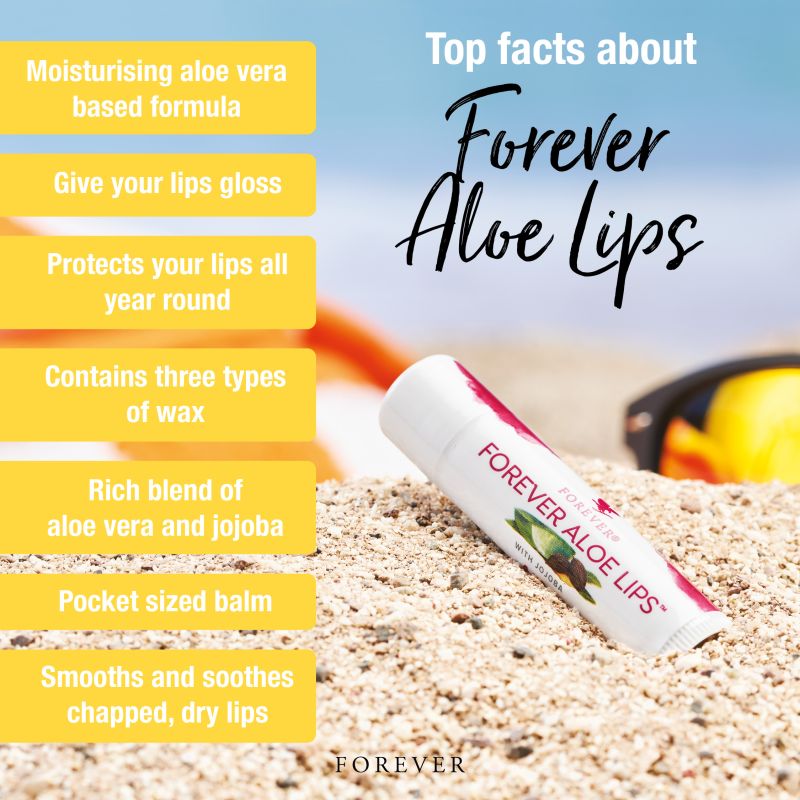 Top facts about
Forever
Aloe Lips
Moisturising aloe vera
based formula
Give your lips gloss
Protects your lips all
year round
Contains three types
of wax
Rich blend of
aloe vera and jojoba
Pocket sized balm
Smooths and soothes
chapped, dry lips
FOREVER®
FOREVER ALOE LIPS™
WITH JOJOBA
FOREVER